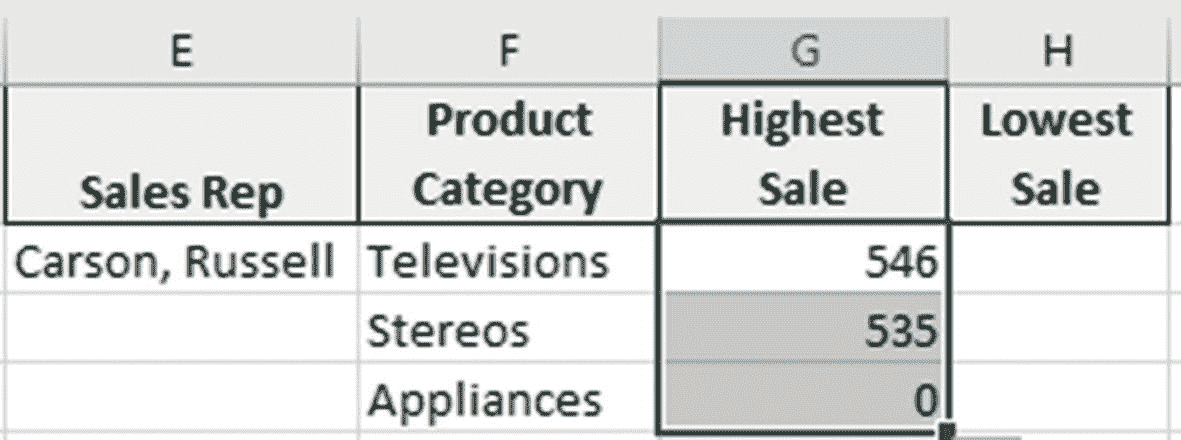 E F G H
Product Highest Lowest
Sales Rep Category Sale Sale
Carson, Russell Televisions 546
Stereos 535
Appliances 0